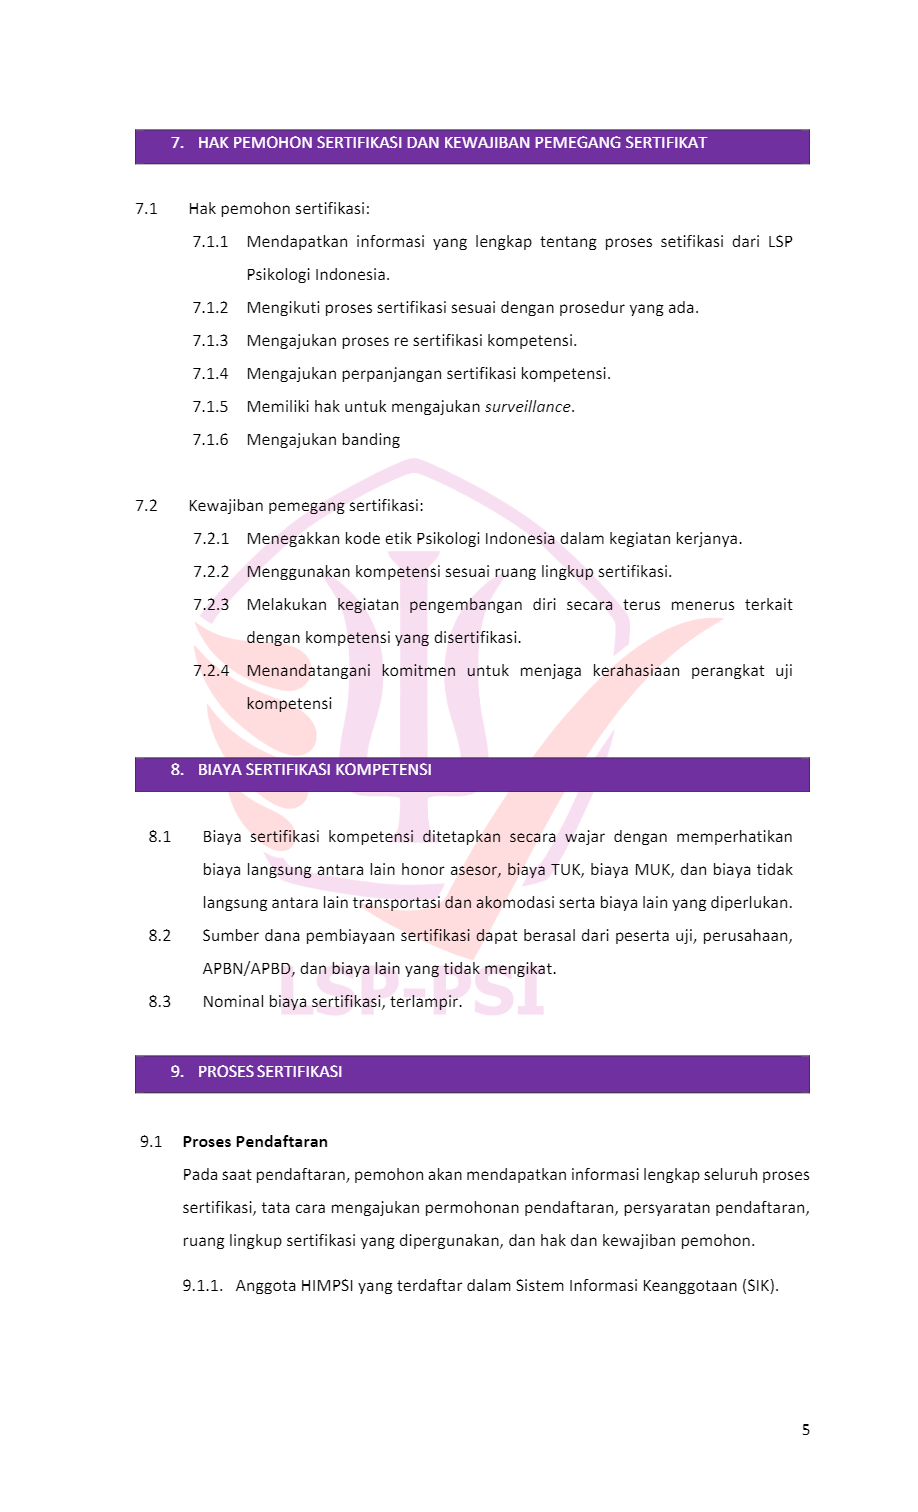 7. HAK PEMOHON SERTIFIKASI DAN KEWAJIBAN PEMEGANG SERTIFIKAT
7.1 Hak pemohon sertifikasi:
7.1.1 Mendapatkan informasi yang lengkap tentang proses setifikasi dari LSP
Psikologi Indonesia.
7.1.2 Mengikuti proses sertifikasi sesuai dengan prosedur yang ada.
7.1.3 Mengajukan proses re sertifikasi kompetensi.
7.1.4 Mengajukan perpanjangan sertifikasi kompetensi.
7.1.5 Memiliki hak untuk mengajukan surveillance.
7.1.6 Mengajukan banding
7.2 Kewajiban pemegang sertifikasi:
7.2.1 Menegakkan kode etik Psikologi Indonesia dalam kegiatan kerjanya.
7.2.2 Menggunakan kompetensi sesuai ruang lingkup sertifikasi.
7.2.3 Melakukan kegiatan pengembangan diri secara terus menerus terkait
dengan kompetensi yang disertifikasi.
7.2.4 Menandatangani komitmen untuk menjaga kerahasiaan perangkat uji
kompetensi
8. BIAYA SERTIFIKASI KOMPETENSI
8.1 Biaya sertifikasi kompetensi ditetapkan secara wajar dengan memperhatikan
biaya langsung antara lain honor asesor, biaya TUK, biaya MUK, dan biaya tidak
langsung antara lain transportasi dan akomodasi serta biaya lain yang diperlukan.
8.2 Sumber dana pembiayaan sertifikasi dapat berasal dari peserta uji, perusahaan,
APBN/APBD, dan biaya lain yang tidak mengikat.
LSP-PSI
8.3 Nominal biaya sertifikasi, terlampir.
9. PROSES SERTIFIKASI
9.1 Proses Pendaftaran
Pada saat pendaftaran, pemohon akan mendapatkan informasi lengkap seluruh proses
sertifikasi, tata cara mengajukan permohonan pendaftaran, persyaratan pendaftaran,
ruang lingkup sertifikasi yang dipergunakan, dan hak dan kewajiban pemohon.
9.1.1. Anggota HIMPSI yang terdaftar dalam Sistem Informasi Keanggotaan (SIK).
5